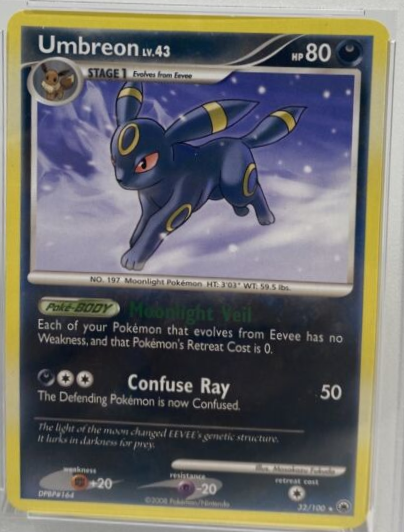 Umbreon LV.43 HP 80
STAGE 1 Evolves from Eevee
NO. 197 Moonlight Pokémon HT: 3'03" WT: 59.5 lbs.
Poké-BODY Moonlight Veil
Each of your Pokémon that evolves from Eevee has no
Weakness, and that Pokémon's Retreat Cost is 0.
Confuse Ray 50
The Defending Pokémon is now Confused.
The light of the moon changed EEVEE's genetic structure.
It lurks in darkness for prey.
Illus. Masakazu Fukuda
weakness resistance retreat cost
+20 -20
DPBP#164 ©2008 Pokémon/Nintendo 32/100